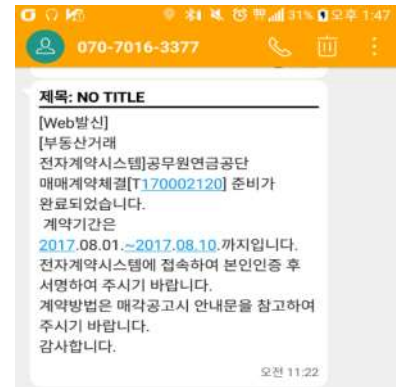 31% 오후 1:47
070-7016-3377
제목: NO TITLE
[Web발신]
[부동산거래
전자계약시스템]공무원연금공단
매매계약체결[T170002120] 준비가
완료되었습니다.
계약기간은
2017.08.01.~2017.08.10.까지입니다.
전자계약시스템에 접속하여 본인인증 후
서명하여 주시기 바랍니다.
계약방법은 매각공고시 안내문을 참고하여
주시기 바랍니다.
감사합니다.
오전 11:22